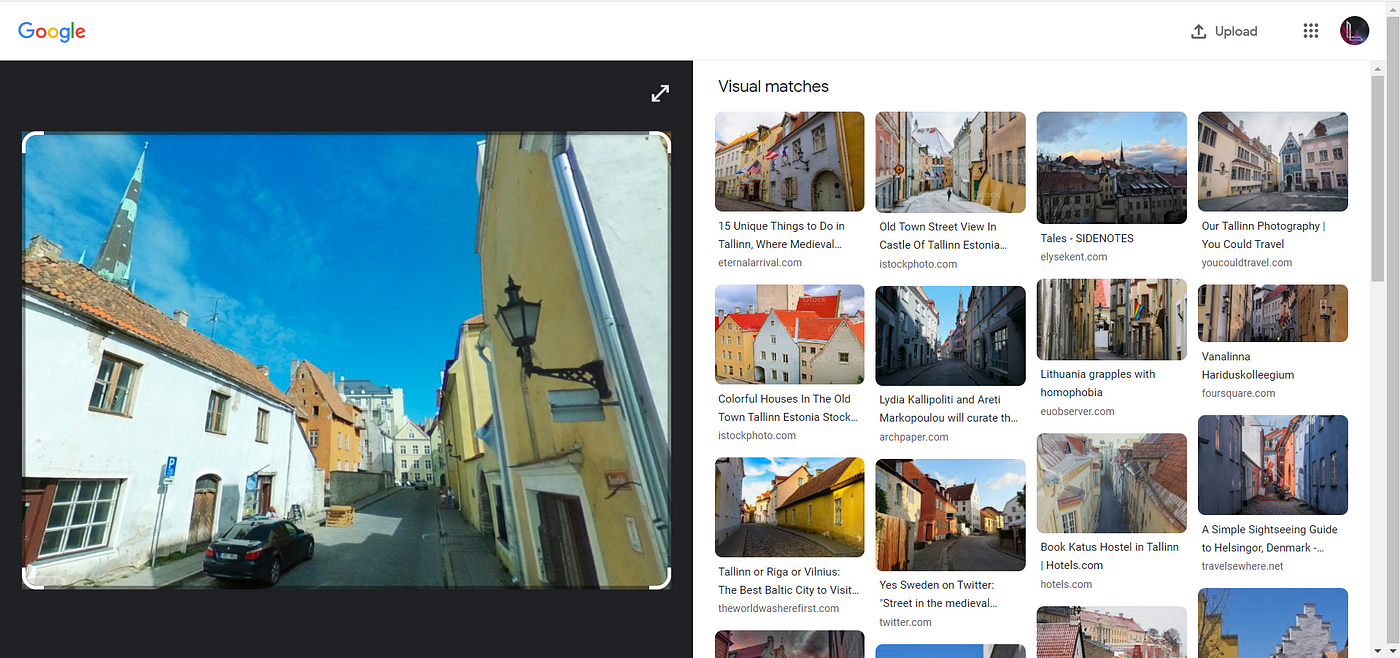 Google
Upload
Visual matches
15 Unique Things to Do in
Tallinn, Where Medieval...
eternalarrival.com
Old Town Street View In
Castle Of Tallinn Estonia...
istockphoto.com
Tales - SIDENOTES
elysekent.com
Our Tallinn Photography |
You Could Travel
youcouldtravel.com
Colorful Houses In The Old
Town Tallinn Estonia Stock...
istockphoto.com
Lydia Kallipoliti and Areti
Markopoulou will curate th...
archpaper.com
Lithuania grapples with
homophobia
euobserver.com
Vanalinna
Hariduskolleegium
foursquare.com
Tallinn or Riga or Vilnius:
The Best Baltic City to Visit...
theworldwasherefirst.com
Yes Sweden on Twitter:
"Street in the medieval...
twitter.com
Book Katus Hostel in Tallinn
| Hotels.com
hotels.com
A Simple Sightseeing Guide
to Helsingor, Denmark -...
travelsewhere.net
P